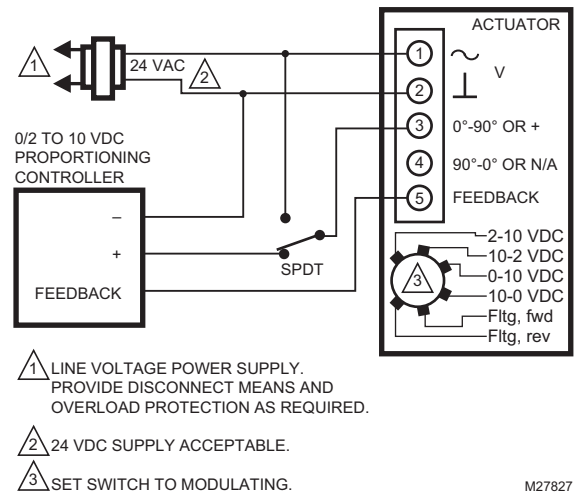 ACTUATOR
1
24 VAC
2
1
2
V
3
0°-90° OR +
4
90°-0° OR N/A
5
FEEDBACK
0/2 TO 10 VDC
PROPORTIONING
CONTROLLER
–
+
FEEDBACK
SPDT
3
2-10 VDC
10-2 VDC
0-10 VDC
10-0 VDC
Fltg, fwd
Fltg, rev
1 LINE VOLTAGE POWER SUPPLY.
PROVIDE DISCONNECT MEANS AND
OVERLOAD PROTECTION AS REQUIRED.
2 24 VDC SUPPLY ACCEPTABLE.
3 SET SWITCH TO MODULATING.
M27827